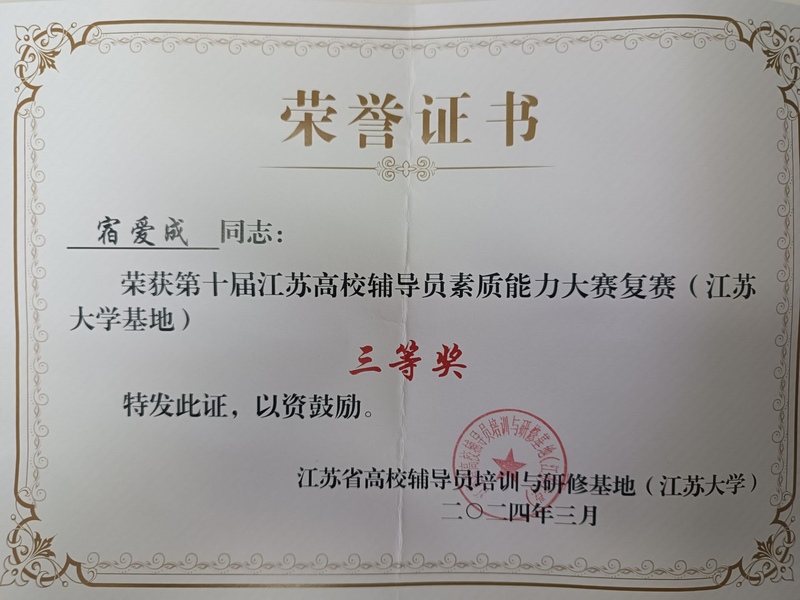 荣誉证书
宿爱成 同志：
荣获第十届江苏高校辅导员素质能力大赛复赛（江苏
大学基地）
三等奖
特发此证，以资鼓励。
江苏省高校辅导员培训与研修基地（江苏大学）
二〇二四年三月